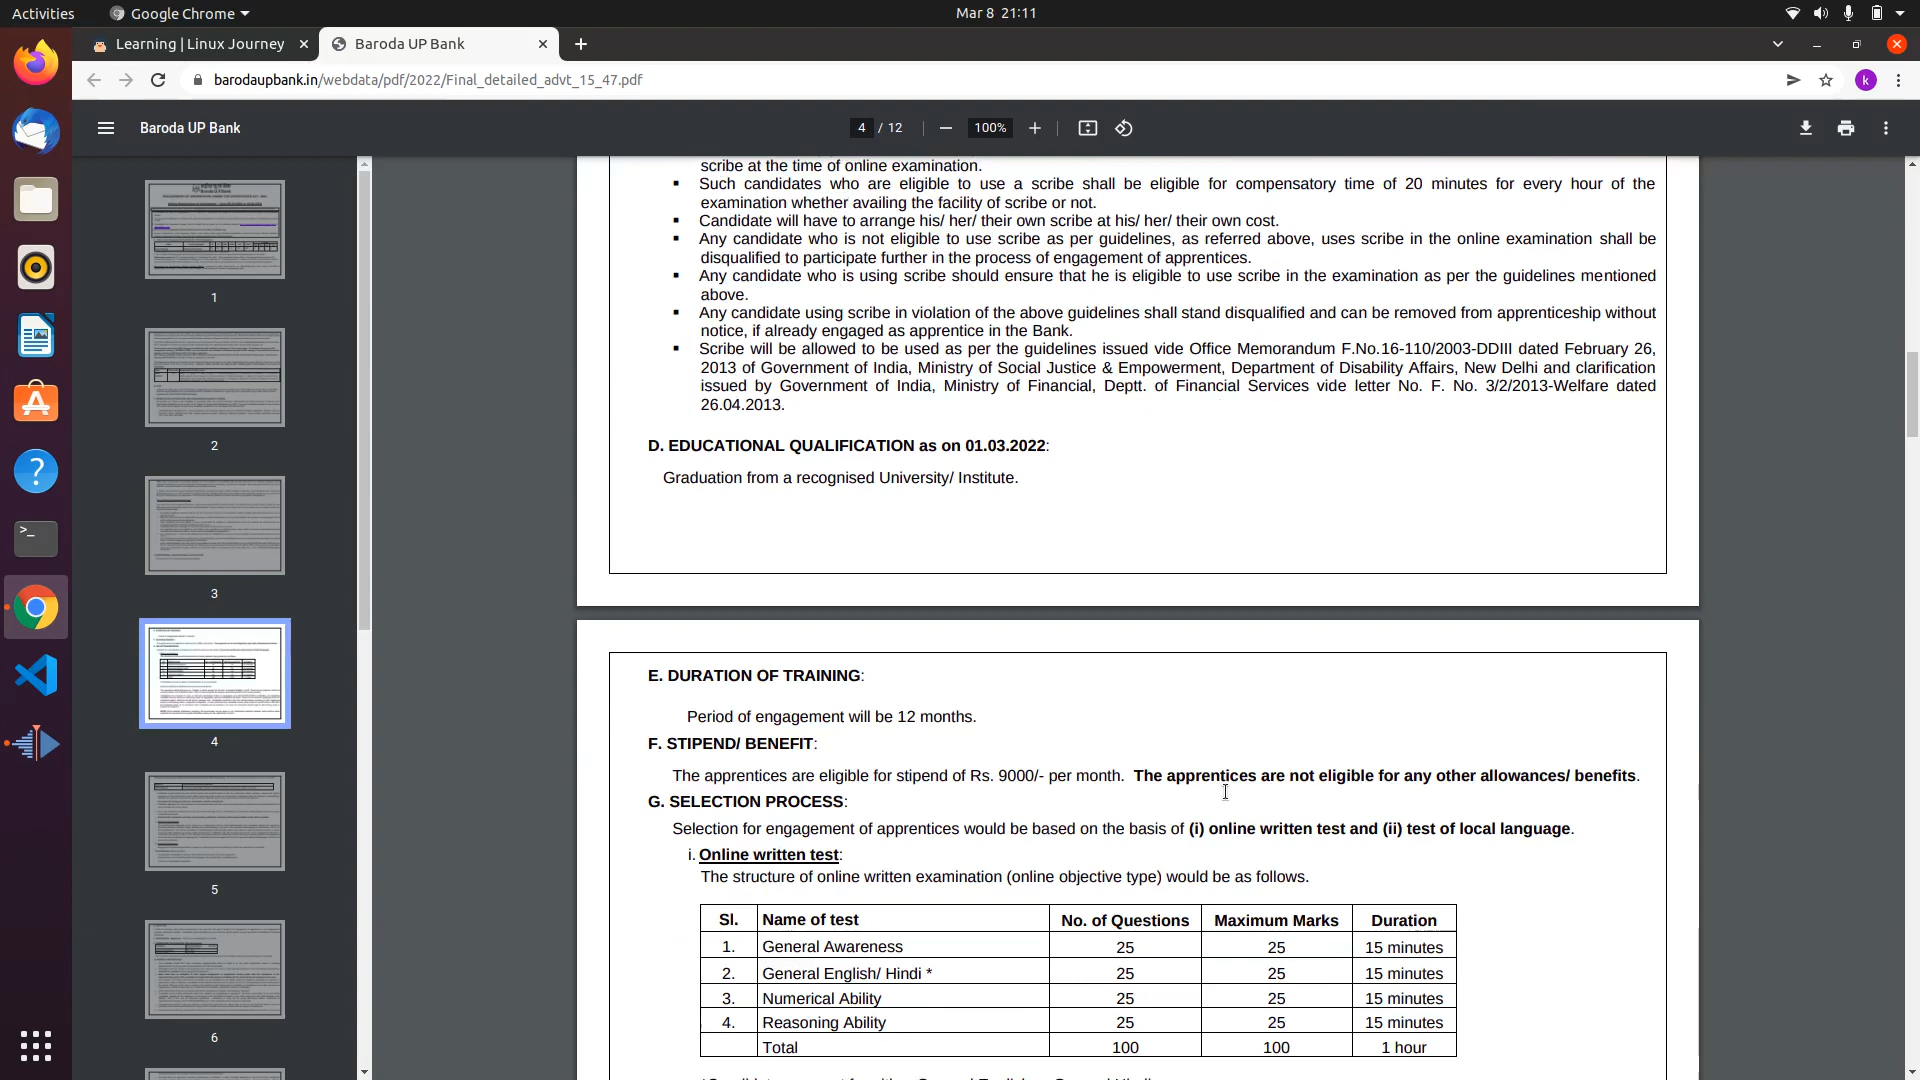 Activities
Google Chrome
Mar 8 21:11
Learning | Linux Journey
Baroda UP Bank
barodaupbank.in/webdata/pdf/2022/Final_detailed_advt_15_47.pdf
k
Baroda UP Bank
4 / 12
100%
scribe at the time of online examination.
▪ Such candidates who are eligible to use a scribe shall be eligible for compensatory time of 20 minutes for every hour of the
examination whether availing the facility of scribe or not.
▪ Candidate will have to arrange his/ her/ their own scribe at his/ her/ their own cost.
▪ Any candidate who is not eligible to use scribe as per guidelines, as referred above, uses scribe in the online examination shall be
disqualified to participate further in the process of engagement of apprentices.
▪ Any candidate who is using scribe should ensure that he is eligible to use scribe in the examination as per the guidelines mentioned
above.
▪ Any candidate using scribe in violation of the above guidelines shall stand disqualified and can be removed from apprenticeship without
notice, if already engaged as apprentice in the Bank.
▪ Scribe will be allowed to be used as per the guidelines issued vide Office Memorandum F.No.16-110/2003-DDIII dated February 26,
2013 of Government of India, Ministry of Social Justice & Empowerment, Department of Disability Affairs, New Delhi and clarification
issued by Government of India, Ministry of Financial, Deptt. of Financial Services vide letter No. F. No. 3/2/2013-Welfare dated
26.04.2013.
D. EDUCATIONAL QUALIFICATION as on 01.03.2022:
Graduation from a recognised University/ Institute.
E. DURATION OF TRAINING:
Period of engagement will be 12 months.
F. STIPEND/ BENEFIT:
The apprentices are eligible for stipend of Rs. 9000/- per month. The apprentices are not eligible for any other allowances/ benefits.
G. SELECTION PROCESS:
Selection for engagement of apprentices would be based on the basis of (i) online written test and (ii) test of local language.
i. Online written test:
The structure of online written examination (online objective type) would be as follows.
Sl. Name of test No. of Questions Maximum Marks Duration
1. General Awareness 25 25 15 minutes
2. General English/ Hindi * 25 25 15 minutes
3. Numerical Ability 25 25 15 minutes
4. Reasoning Ability 25 25 15 minutes
Total 100 100 1 hour
1
2
3
4
5
6